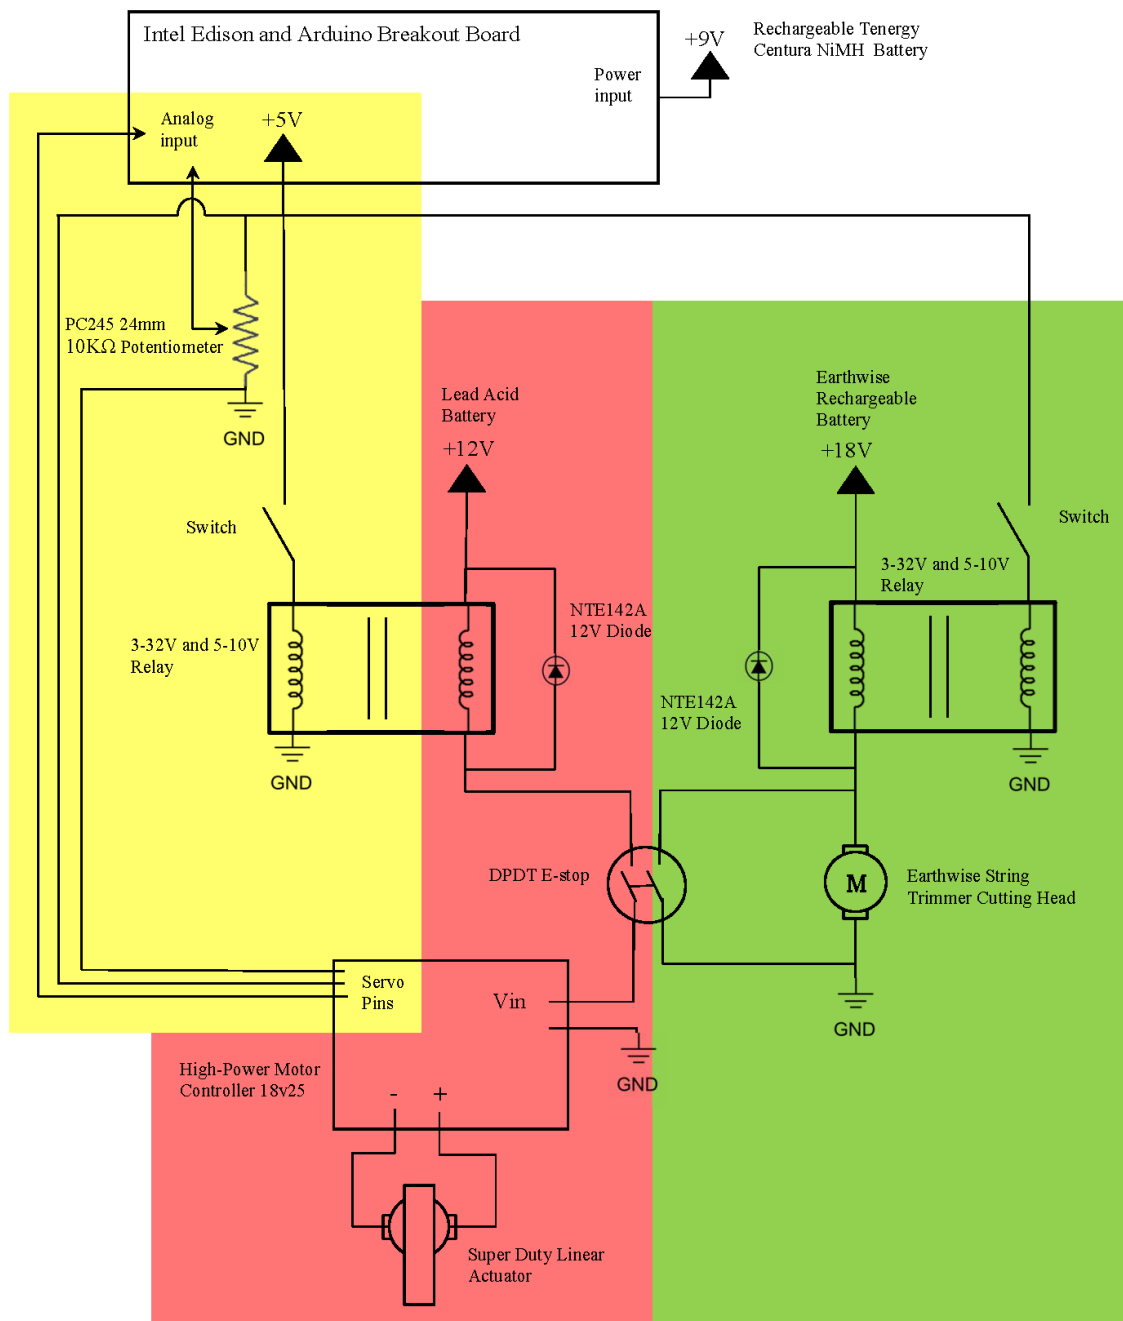 Intel Edison and Arduino Breakout Board
+9V
Rechargeable Tenergy
Centura NiMH Battery
Power
input
Analog
input
+5V
PC245 24mm
10KΩ Potentiometer
GND
Lead Acid
Battery
+12V
Earthwise
Rechargeable
Battery
+18V
Switch
Switch
3-32V and 5-10V
Relay
NTE142A
12V Diode
3-32V and 5-10V
Relay
NTE142A
12V Diode
GND
GND
DPDT E-stop
M
Earthwise String
Trimmer Cutting Head
Servo
Pins
Vin
GND
High-Power Motor
Controller 18v25
GND
- +
Super Duty Linear
Actuator